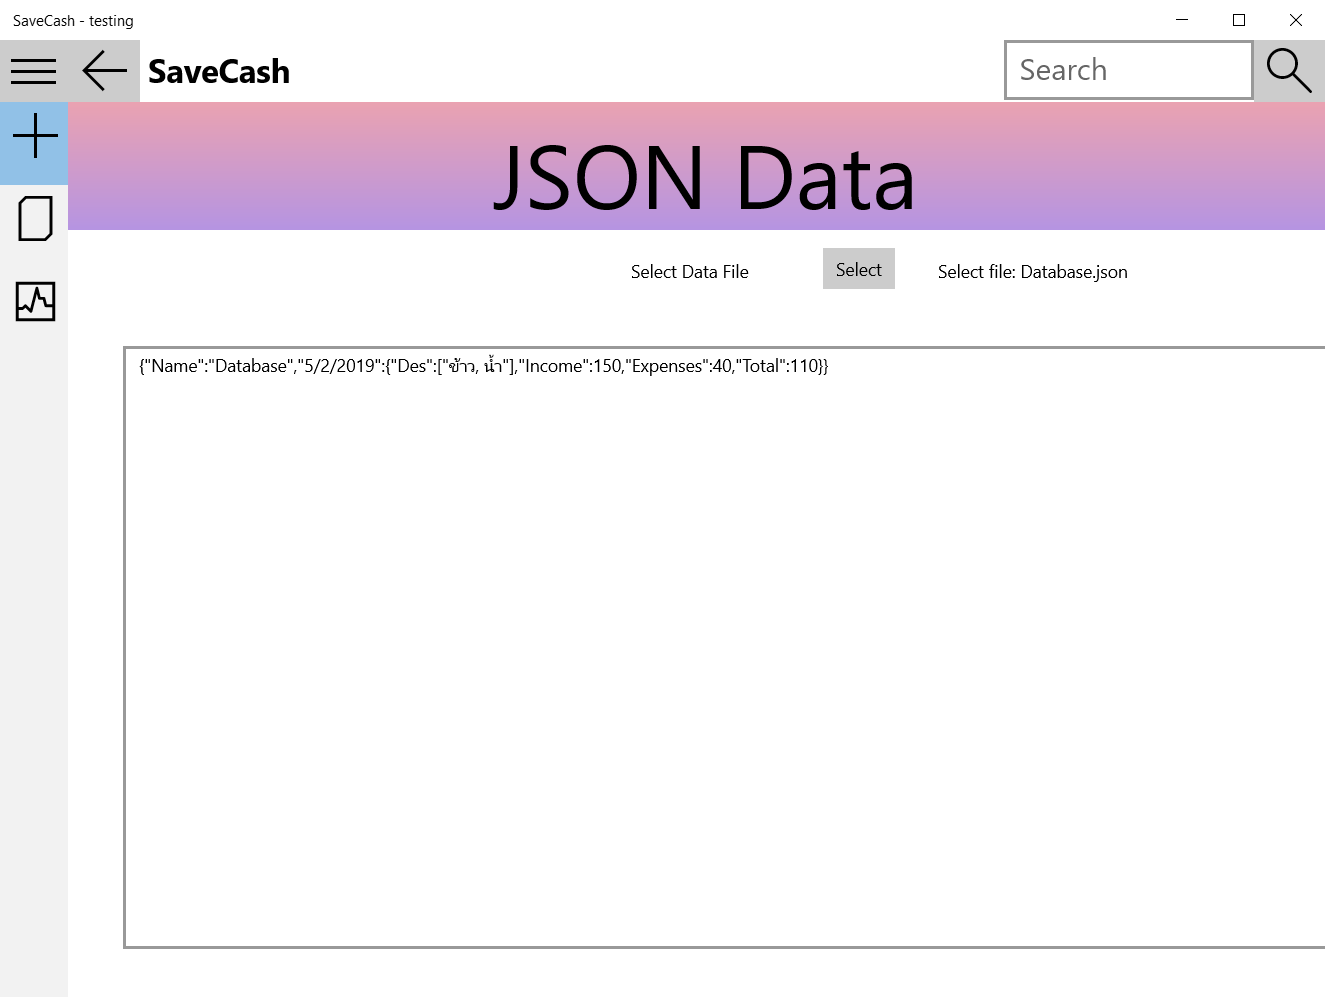 SaveCash - testing
SaveCash
Search
JSON Data
Select Data File
Select
Select file: Database.json
{"Name":"Database","5/2/2019":{"Des":["ข้าว, น้ำ"],"Income":150,"Expenses":40,"Total":110}}